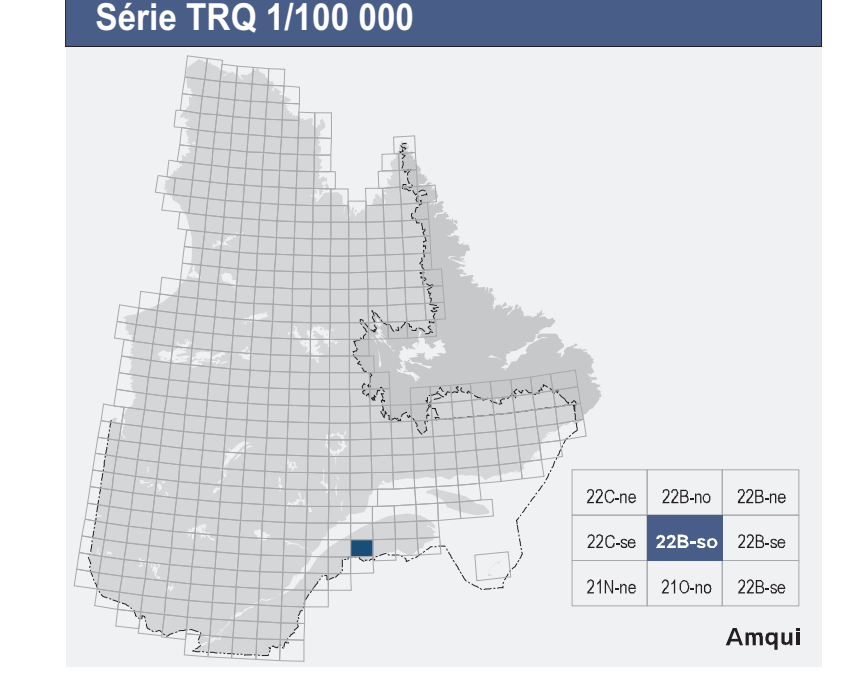 Série TRQ 1/100 000
22C-ne 22B-no 22B-ne
22C-se 22B-so 22B-se
21N-ne 21O-no 22B-se
Amqui